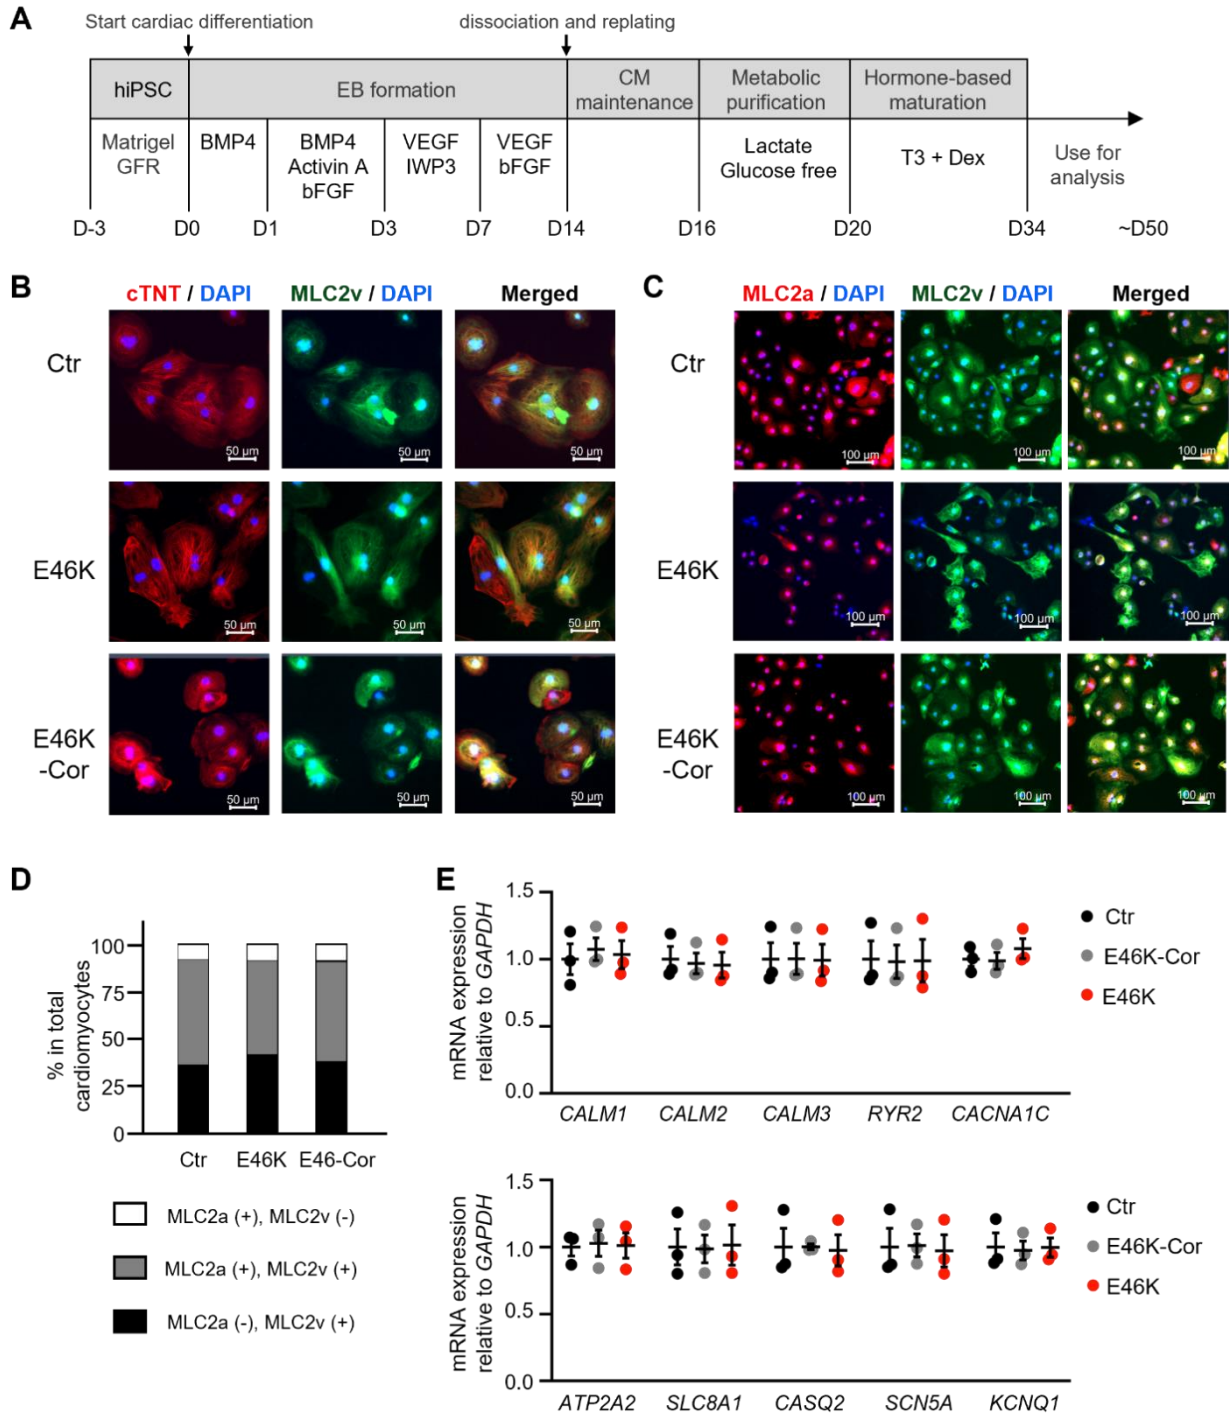 A
Start cardiac differentiation
dissociation and replating
hiPSC
EB formation
CM
maintenance
Metabolic
purification
Hormone-based
maturation
Matrigel
GFR
BMP4
BMP4
Activin A
bFGF
VEGF
IWP3
VEGF
bFGF
Lactate
Glucose free
T3 + Dex
Use for
analysis
D-3
D0
D1
D3
D7
D14
D16
D20
D34
~D50
B
cTNT / DAPI
MLC2v / DAPI
Merged
Ctr
50 µm
50 µm
50 µm
E46K
50 µm
50 µm
50 µm
E46K
-Cor
50 µm
50 µm
50 µm
C
MLC2a / DAPI
MLC2v / DAPI
Merged
Ctr
100 µm
100 µm
100 µm
E46K
100 µm
100 µm
100 µm
E46K
-Cor
100 µm
100 µm
100 µm
D
% in total
cardiomyocytes
100
75
50
25
0
Ctr
E46K
E46-Cor
MLC2a (+), MLC2v (-)
MLC2a (+), MLC2v (+)
MLC2a (-), MLC2v (+)
E
mRNA expression
relative to GAPDH
1.5
1.0
0.5
0.0
CALM1
CALM2
CALM3
RYR2
CACNA1C
Ctr
E46K-Cor
E46K
mRNA expression
relative to GAPDH
1.5
1.0
0.5
0.0
ATP2A2
SLC8A1
CASQ2
SCN5A
KCNQ1
Ctr
E46K-Cor
E46K